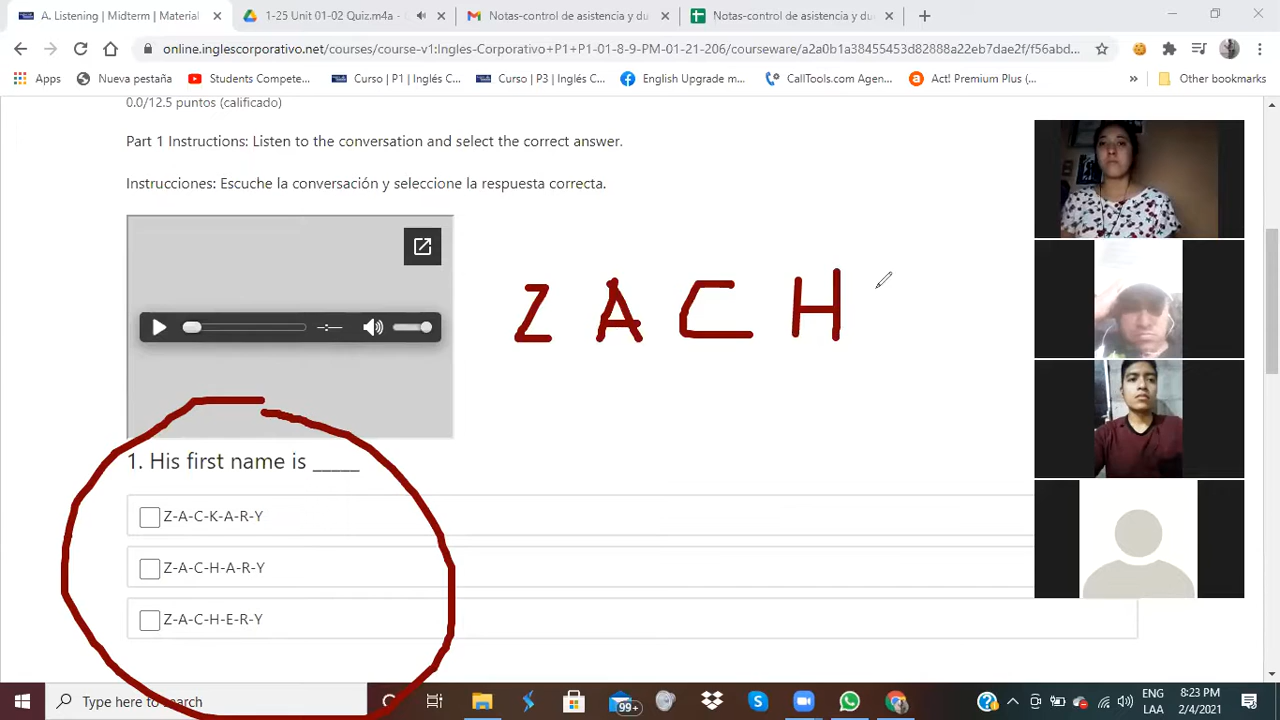 A. Listening | Midterm | Material
1-25 Unit 01-02 Quiz.m4a -
Notas-control de asistencia y du
Notas-control de asistencia y du
online.inglescorporativo.net/courses/course-v1:Ingles-Corporativo+P1+P1-01-8-9-PM-01-21-206/courseware/a2a0b1a38455453d82888a22eb7dae2f/f56abd...
Apps
Nueva pestaña
Students Compete...
Curso | P1 | Inglés C...
Curso | P3 | Inglés C...
English Upgrade m...
CallTools.com Agen...
Act! Premium Plus (...
»
Other bookmarks
0.0/12.5 puntos (calificado)
Part 1 Instructions: Listen to the conversation and select the correct answer.
Instrucciones: Escuche la conversación y seleccione la respuesta correcta.
Z A C H
1. His first name is _____
Z-A-C-K-A-R-Y
Z-A-C-H-A-R-Y
Z-A-C-H-E-R-Y
Type here to search
99+
ENG
LAA
8:23 PM
2/4/2021